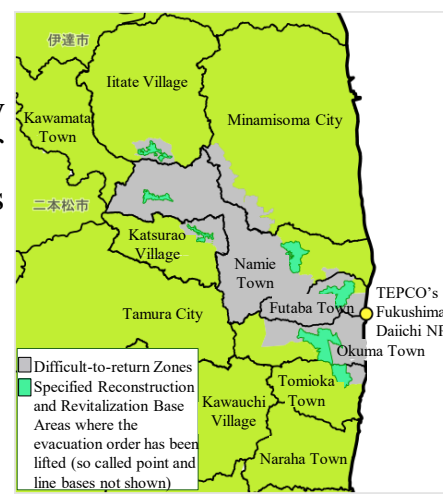 伊達市
Iitate Village
Kawamata
Town
Minamisoma City
二本松市
Katsurao
Village
Namie
Town
Futaba Town
TEPCO's
Fukushima
Daiichi
Tamura City
Okuma Town
Tomioka
Town
Kawauchi
Village
Naraha Town
Difficult-to-return Zones
Specified Reconstruction
and Revitalization Base
Areas where the
evacuation order has been
lifted (so called point and
line bases not shown)